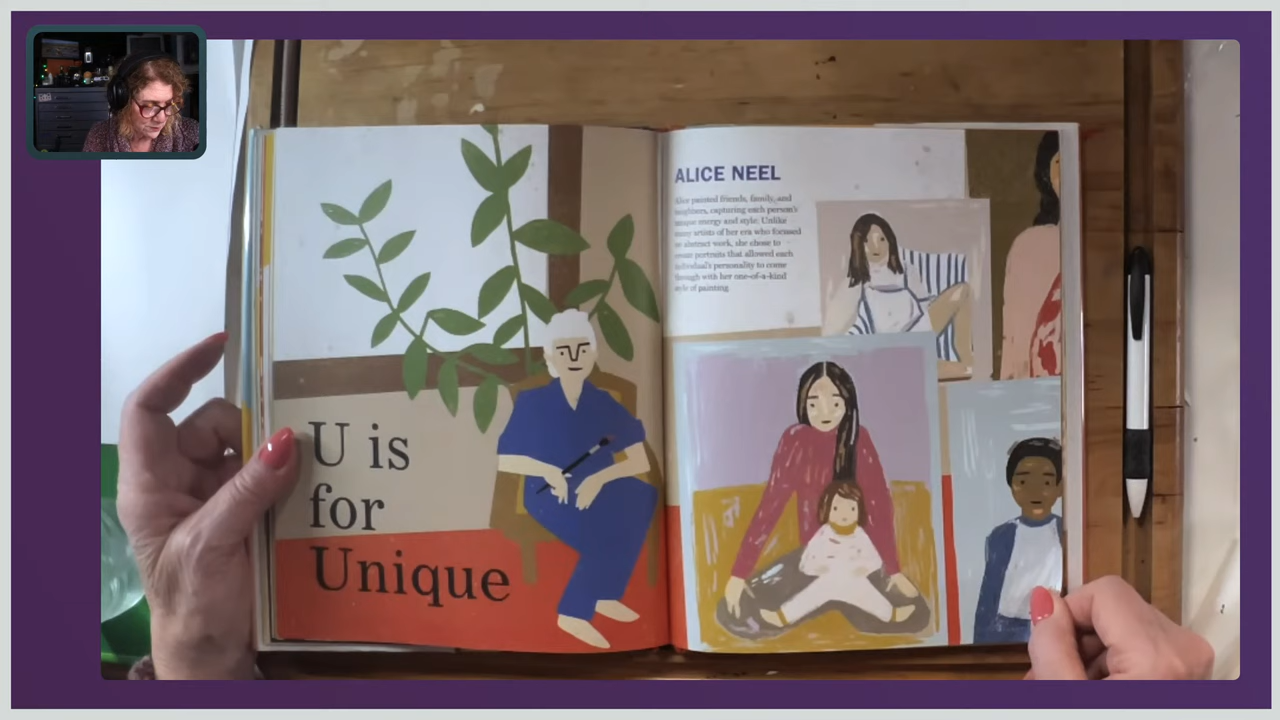 U is
for
Unique
ALICE NEEL
Alice painted friends, family, and
neighbors, capturing each person's
unique energy and style. Unlike
many artists of her era who focused
on abstract work, she chose to
create portraits that allowed each
individual's personality to come
through with her one-of-a-kind
style of painting.